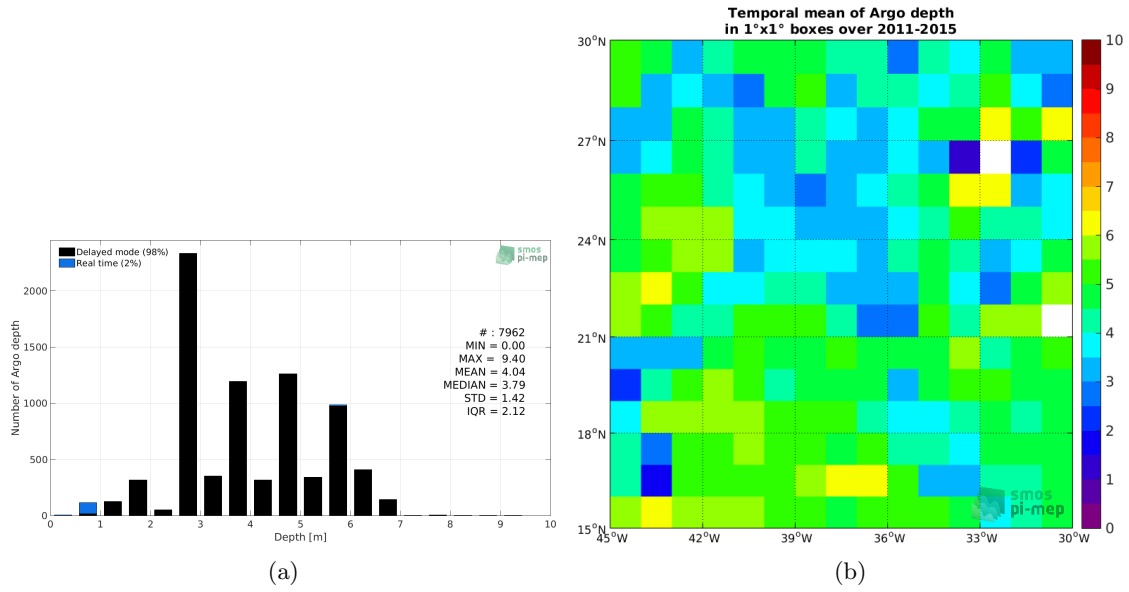 Delayed mode (98%)
Real time (2%)
smos
pi-mep
Number of Argo depth
2000
1500
1000
500
0
# : 7962
MIN = 0.00
MAX = 9.40
MEAN = 4.04
MEDIAN = 3.79
STD = 1.42
IQR = 2.12
0 1 2 3 4 5 6 7 8 9 10
Depth [m]
(a)
Temporal mean of Argo depth
in 1°x1° boxes over 2011-2015
30°N
27°N
24°N
21°N
18°N
15°N
45°W 42°W 39°W 36°W 33°W 30°W
smos
pi-mep
10
9
8
7
6
5
4
3
2
1
0
(b)